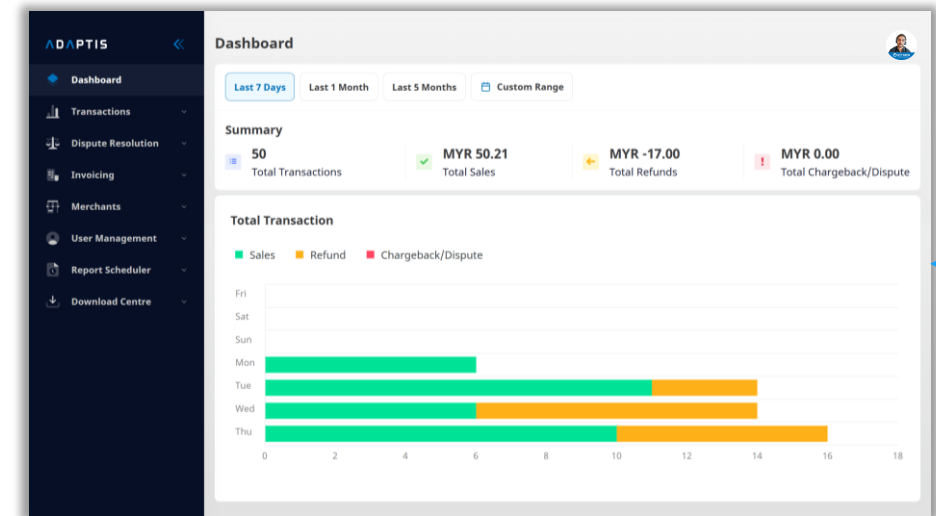 ADAPTIS
Dashboard
Transactions
Dispute Resolution
Invoicing
Merchants
User Management
Report Scheduler
Download Centre
Dashboard
Last 7 Days
Last 1 Month
Last 5 Months
Custom Range
Summary
50
Total Transactions
MYR 50.21
Total Sales
MYR -17.00
Total Refunds
MYR 0.00
Total Chargeback/Dispute
Total Transaction
Sales
Refund
Chargeback/Dispute
Fri
Sat
Sun
Mon
Tue
Wed
Thu
0 2 4 6 8 10 12 14 16 18